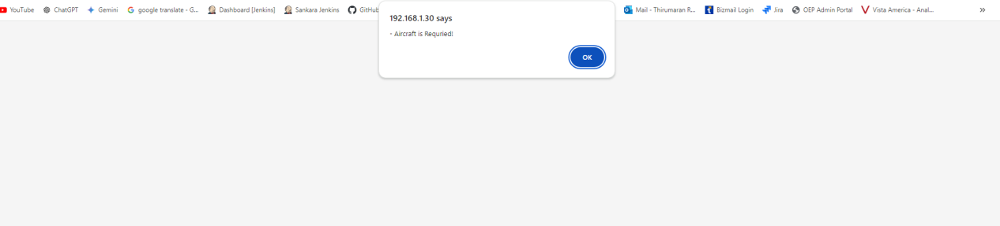 YouTube ChatGPT Gemini google translate - G... Dashboard [Jenkins] Sankara Jenkins GitHub Mail - Thirumaran R... Bizmail Login Jira OEP Admin Portal Vista America - Anal... »
192.168.1.30 says
- Aircraft is Requried!
OK